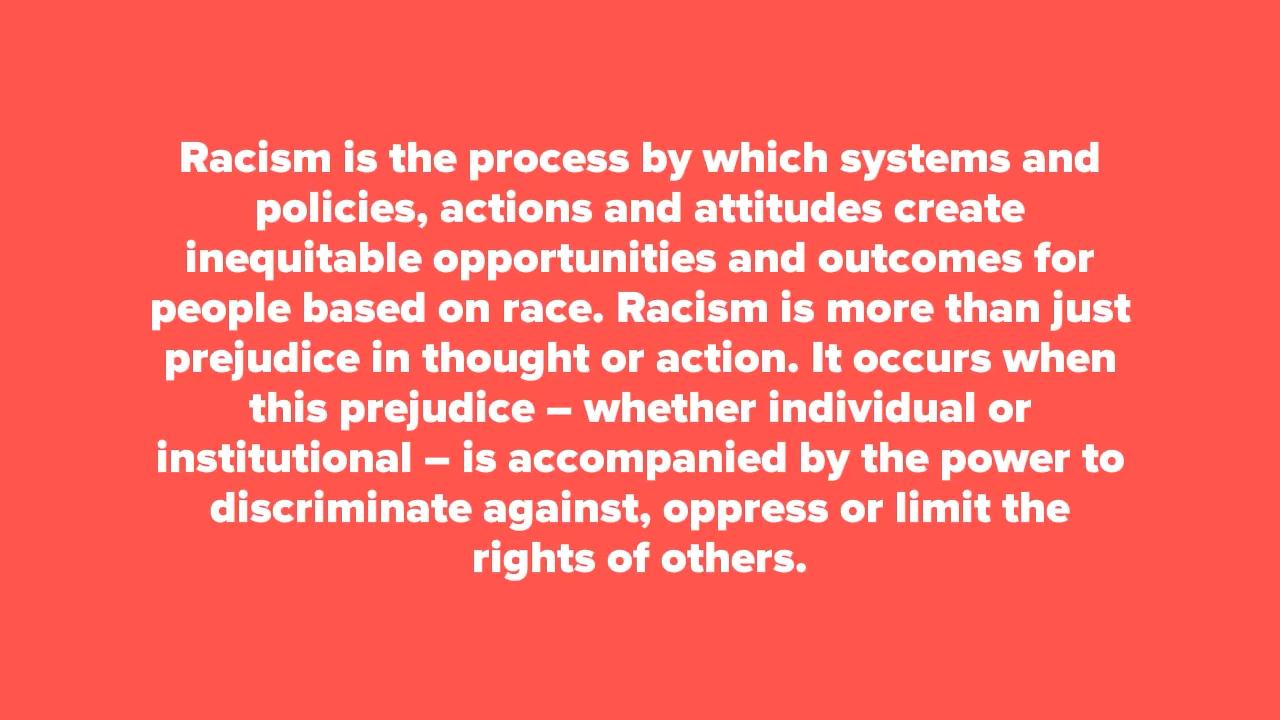 Racism is the process by which systems and
policies, actions and attitudes create
inequitable opportunities and outcomes for
people based on race. Racism is more than just
prejudice in thought or action. It occurs when
this prejudice – whether individual or
institutional – is accompanied by the power to
discriminate against, oppress or limit the
rights of others.